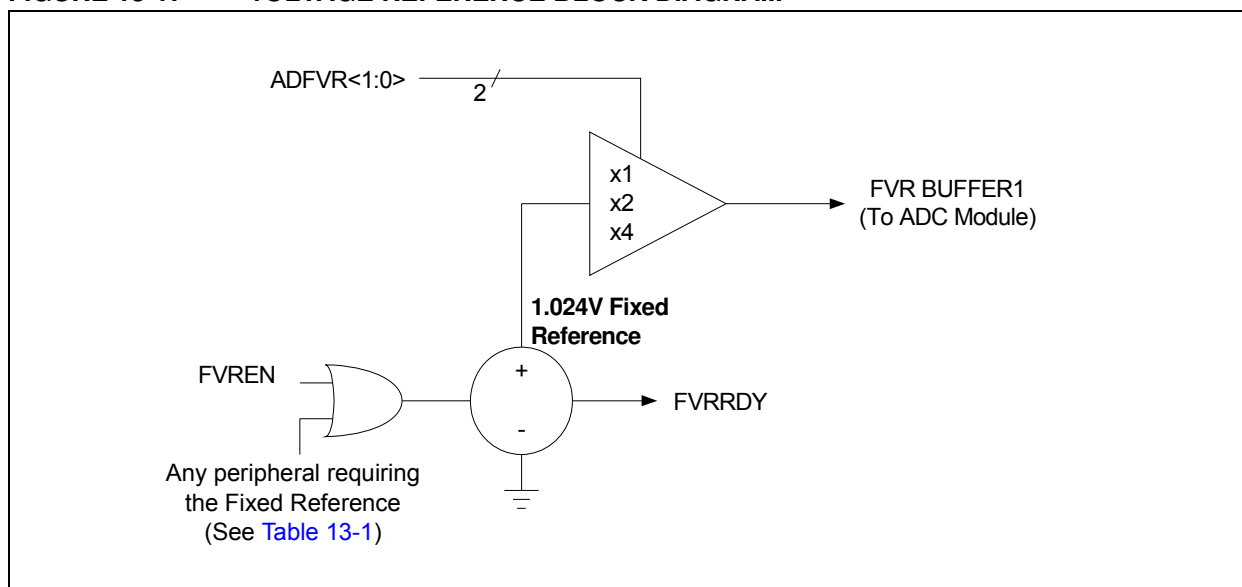 ADFVR<1:0>
2
x1
x2
x4
FVR BUFFER1
(To ADC Module)
1.024V Fixed
Reference
FVREN
+
-
FVRRDY
Any peripheral requiring
the Fixed Reference
(See Table 13-1)